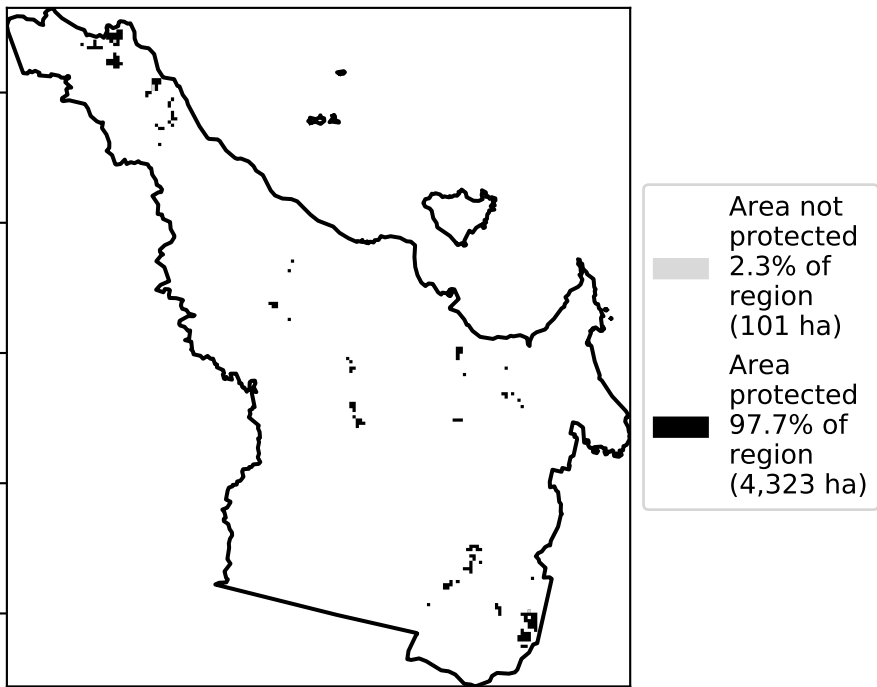 Area not
protected
2.3% of
region
(101 ha)
Area
protected
97.7% of
region
(4,323 ha)